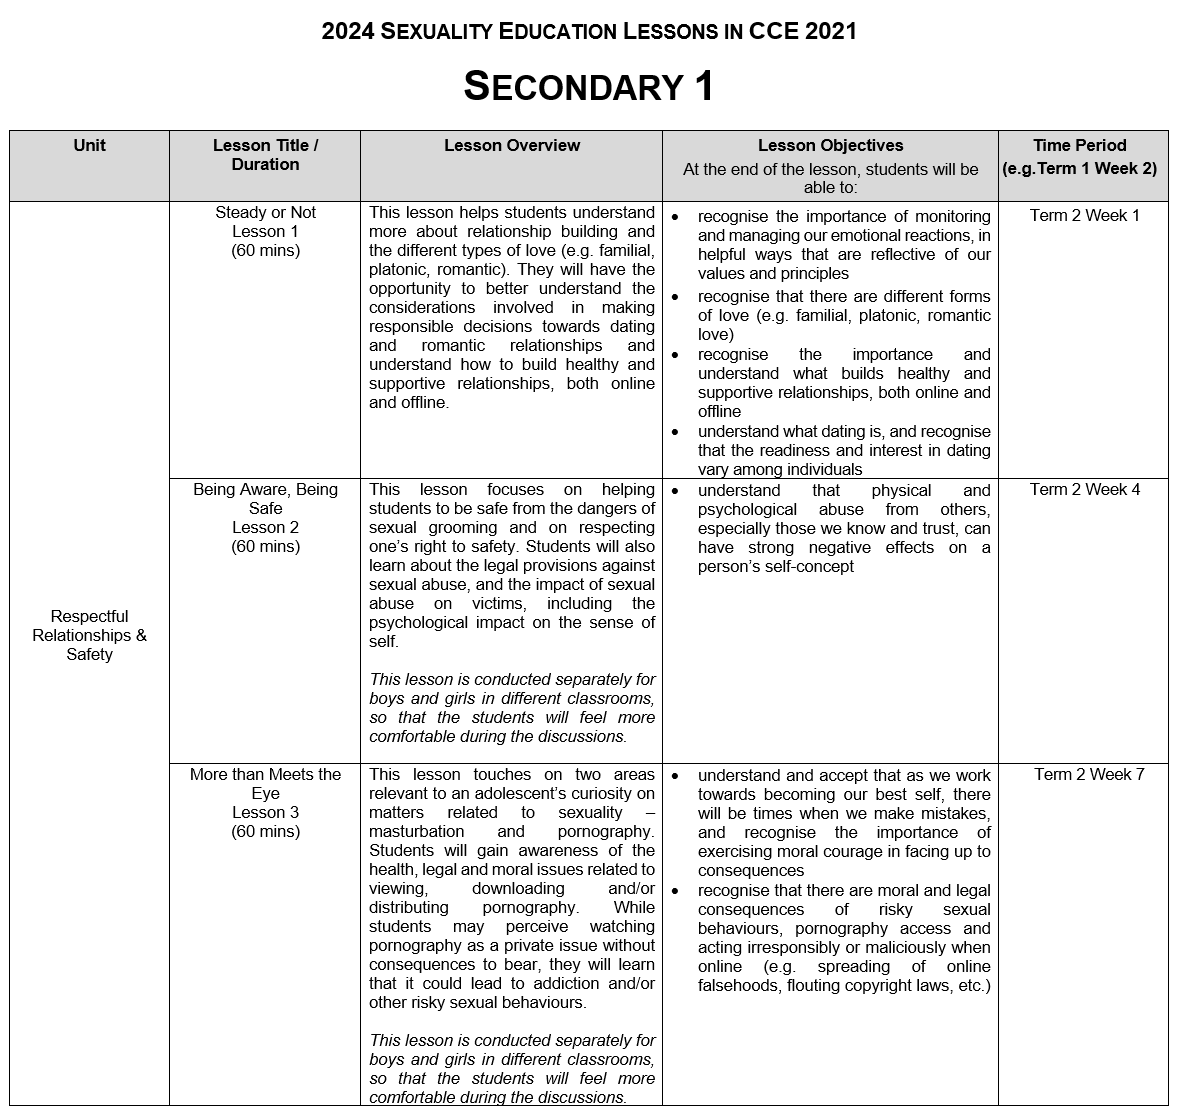 2024 SEXUALITY EDUCATION LESSONS IN CCE 2021
SECONDARY 1
Unit
Lesson Title /
Duration
Lesson Overview
Lesson Objectives
At the end of the lesson, students will be
able to:
Time Period
(e.g.Term 1 Week 2)
Respectful
Relationships &
Safety
Steady or Not
Lesson 1
(60 mins)
This lesson helps students understand
more about relationship building and
the different types of love (e.g. familial,
platonic, romantic). They will have the
opportunity to better understand the
considerations involved in making
responsible decisions towards dating
and romantic relationships and
understand how to build healthy and
supportive relationships, both online
and offline.
• recognise the importance of monitoring
and managing our emotional reactions, in
helpful ways that are reflective of our
values and principles
• recognise that there are different forms
of love (e.g. familial, platonic, romantic
love)
• recognise the importance and
understand what builds healthy and
supportive relationships, both online and
offline
• understand what dating is, and recognise
that the readiness and interest in dating
vary among individuals
Term 2 Week 1
Being Aware, Being
Safe
Lesson 2
(60 mins)
This lesson focuses on helping
students to be safe from the dangers of
sexual grooming and on respecting
one’s right to safety. Students will also
learn about the legal provisions against
sexual abuse, and the impact of sexual
abuse on victims, including the
psychological impact on the sense of
self.
This lesson is conducted separately for
boys and girls in different classrooms,
so that the students will feel more
comfortable during the discussions.
• understand that physical and
psychological abuse from others,
especially those we know and trust, can
have strong negative effects on a
person’s self-concept
Term 2 Week 4
More than Meets the
Eye
Lesson 3
(60 mins)
This lesson touches on two areas
relevant to an adolescent’s curiosity on
matters related to sexuality –
masturbation and pornography.
Students will gain awareness of the
health, legal and moral issues related to
viewing, downloading and/or
distributing pornography. While
students may perceive watching
pornography as a private issue without
consequences to bear, they will learn
that it could lead to addiction and/or
other risky sexual behaviours.
This lesson is conducted separately for
boys and girls in different classrooms,
so that the students will feel more
comfortable during the discussions.
• understand and accept that as we work
towards becoming our best self, there
will be times when we make mistakes,
and recognise the importance of
exercising moral courage in facing up to
consequences
• recognise that there are moral and legal
consequences of risky sexual
behaviours, pornography access and
acting irresponsibly or maliciously when
online (e.g. spreading of online
falsehoods, flouting copyright laws, etc.)
Term 2 Week 7